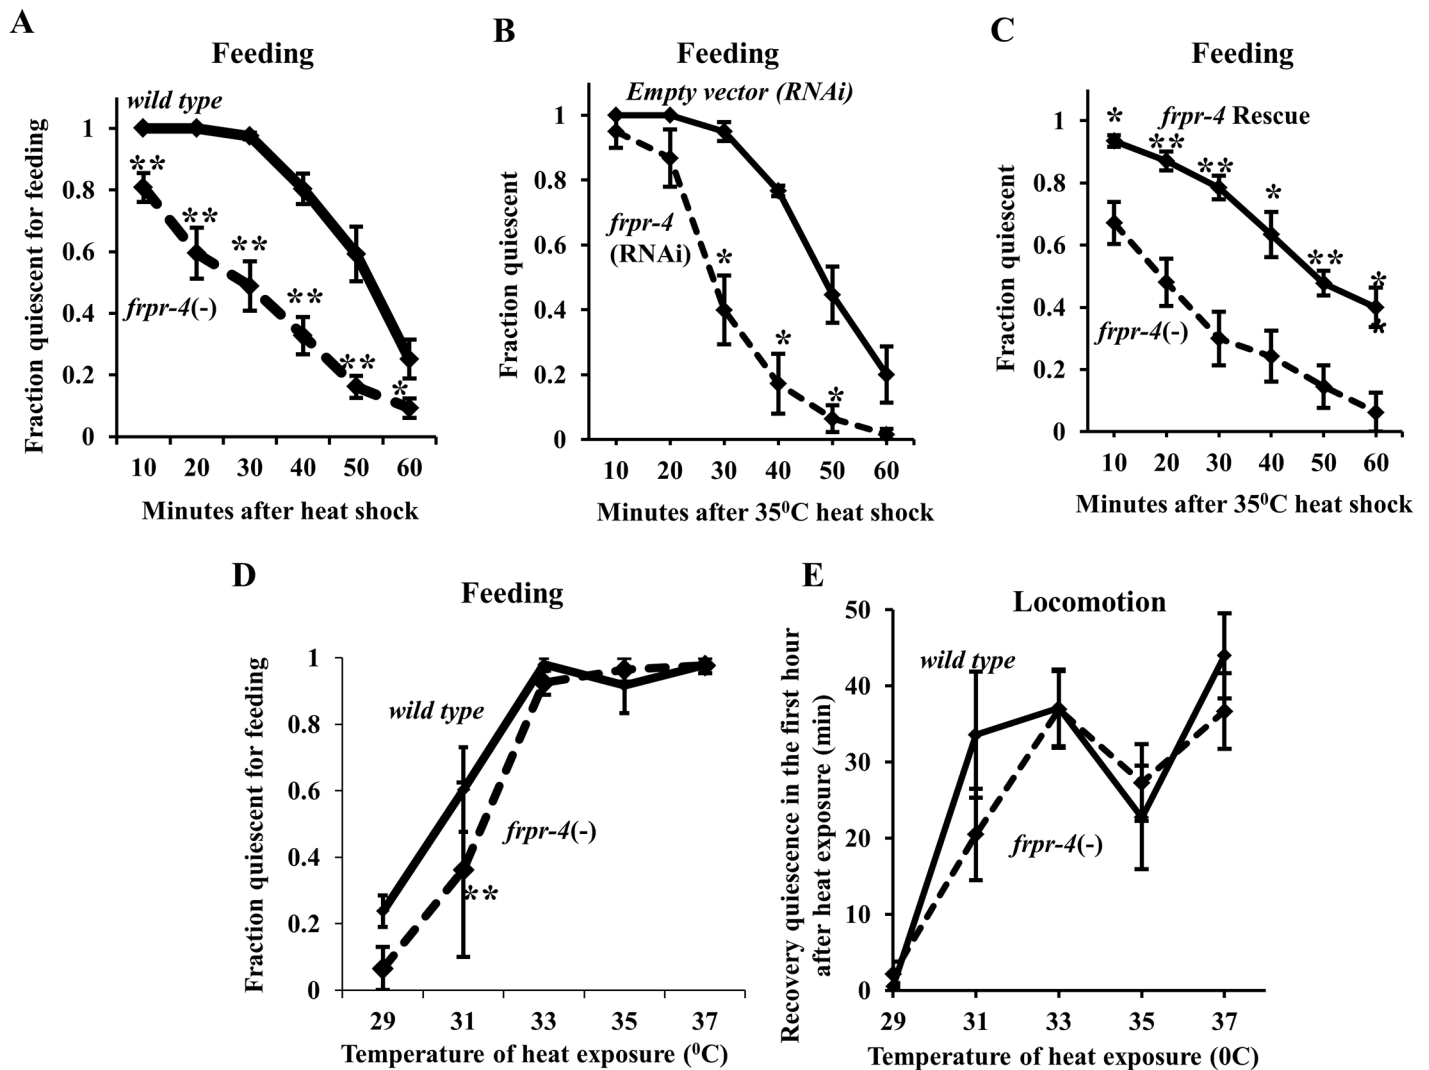 A
Feeding
wild type
1
0.8
0.6
0.4
0.2
0
Fraction quiescent for feeding
**
**
**
**
**
*
frpr-4(-)
10 20 30 40 50 60
Minutes after heat shock
B
Feeding
Empty vector (RNAi)
1
0.8
0.6
0.4
0.2
0
Fraction quiescent
frpr-4
(RNAi)
*
*
*
10 20 30 40 50 60
Minutes after 35⁰C heat shock
C
Feeding
frpr-4 Rescue
1
0.8
0.6
0.4
0.2
0
Fraction quiescent
*
**
**
*
**
*
*
frpr-4(-)
10 20 30 40 50 60
Minutes after 35⁰C heat shock
D
Feeding
1
0.8
0.6
0.4
0.2
0
Fraction quiescent for feeding
wild type
frpr-4(-)
**
29 31 33 35 37
Temperature of heat exposure (⁰C)
E
Locomotion
50
40
30
20
10
0
Recovery quiescence in the first hour
after heat exposure (min)
wild type
frpr-4(-)
29 31 33 35 37
Temperature of heat exposure (0C)